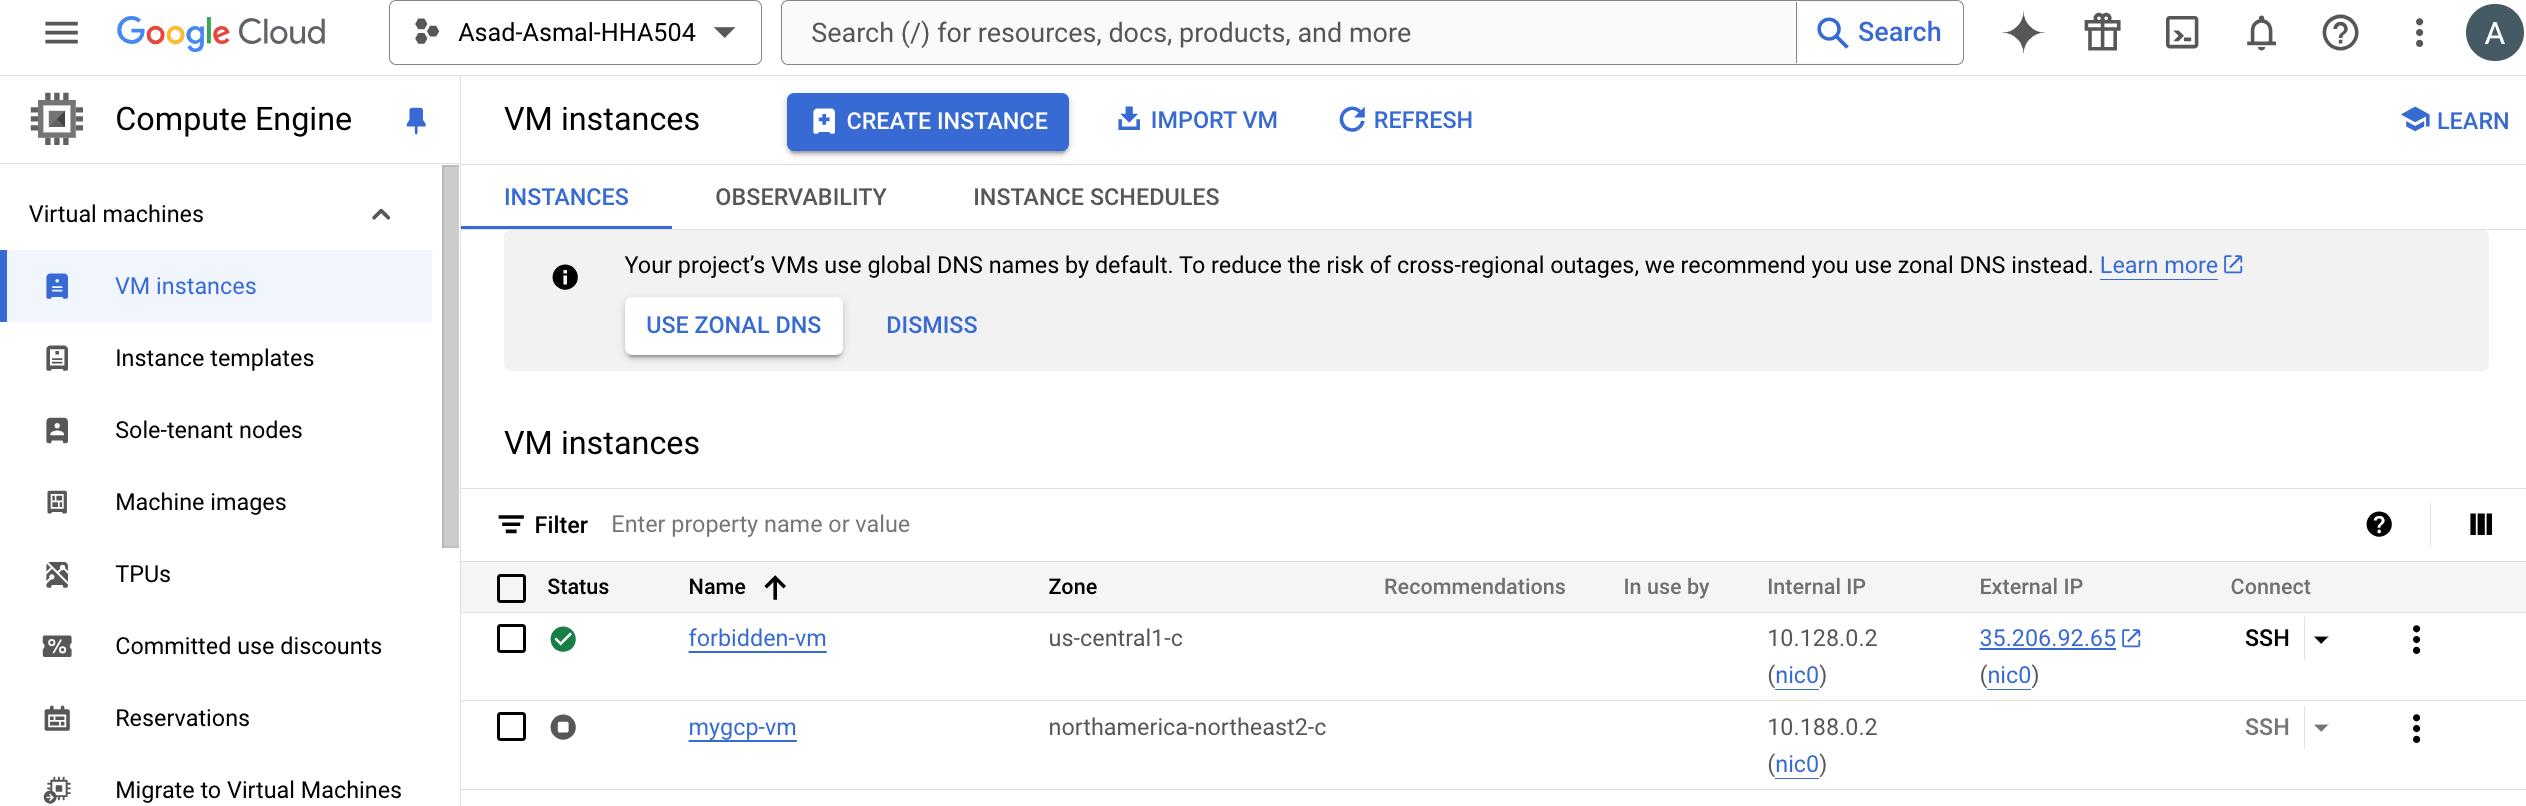 Google Cloud
Asad-Asmal-HHA504
Search (/) for resources, docs, products, and more
Search
A
Compute Engine
VM instances
CREATE INSTANCE
IMPORT VM
REFRESH
LEARN
Virtual machines
VM instances
Instance templates
Sole-tenant nodes
Machine images
TPUs
Committed use discounts
Reservations
Migrate to Virtual Machines
INSTANCES
OBSERVABILITY
INSTANCE SCHEDULES
Your project's VMs use global DNS names by default. To reduce the risk of cross-regional outages, we recommend you use zonal DNS instead. Learn more
USE ZONAL DNS
DISMISS
VM instances
Filter Enter property name or value
Status Name Zone Recommendations In use by Internal IP External IP Connect
forbidden-vm us-central1-c 10.128.0.2 35.206.92.65 SSH
(nic0) (nic0)
mygcp-vm northamerica-northeast2-c 10.188.0.2 SSH
(nic0)